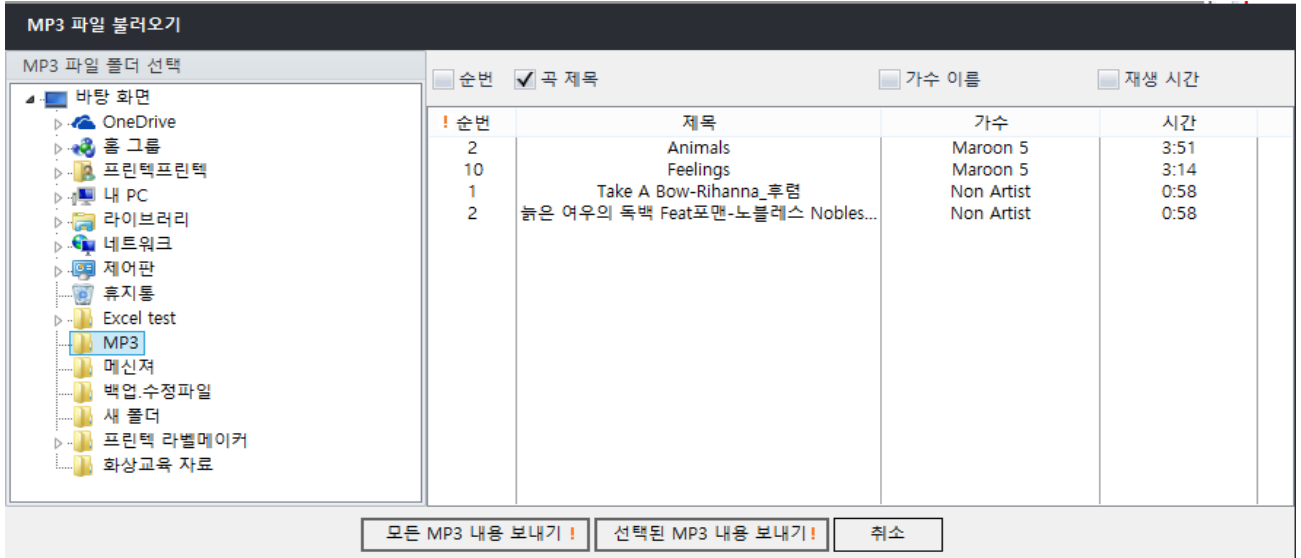 MP3 파일 불러오기
MP3 파일 폴더 선택
바탕 화면
OneDrive
홈 그룹
프린텍프린텍
내 PC
라이브러리
네트워크
제어판
휴지통
Excel test
MP3
메신져
백업.수정파일
새 폴더
프린텍 라벨메이커
화상교육 자료
순번 곡 제목 가수 이름 재생 시간
! 순번 제목 가수 시간
2 Animals Maroon 5 3:51
10 Feelings Maroon 5 3:14
1 Take A Bow-Rihanna_후렴 Non Artist 0:58
2 늙은 여우의 독백 Feat포맨-노블레스 Nobles... Non Artist 0:58
모든 MP3 내용 보내기 ! 선택된 MP3 내용 보내기! 취소